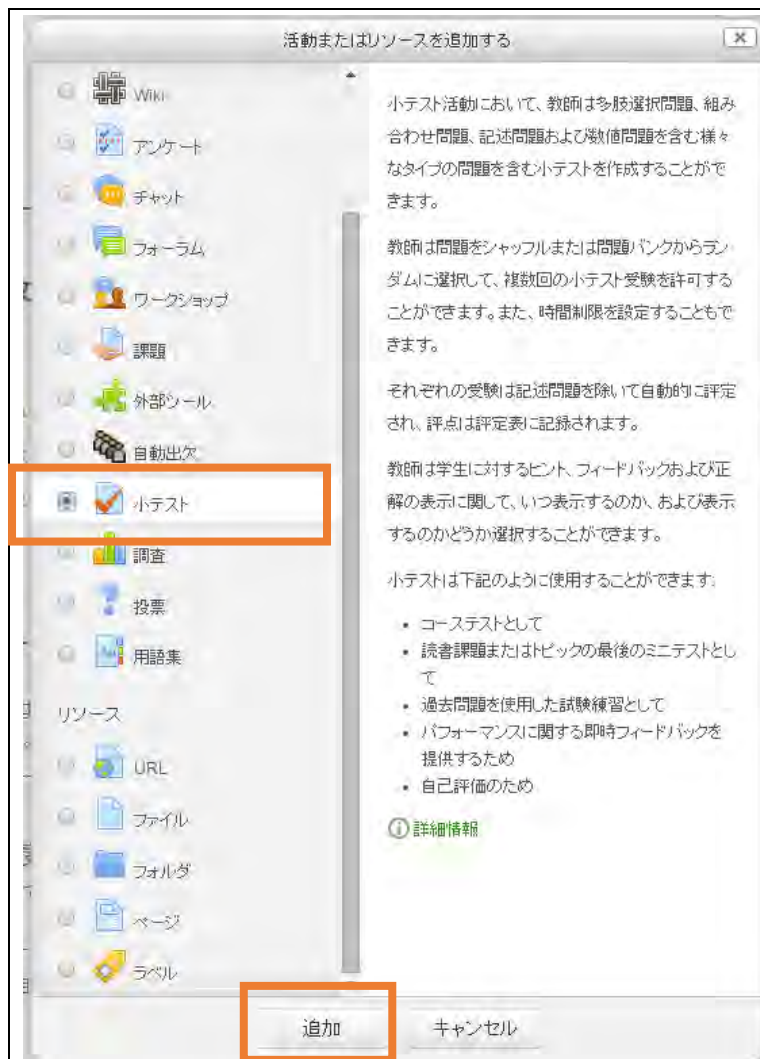 活動またはリソースを追加する
Wiki
アンケート
チャット
フォーラム
ワークショップ
課題
外部ツール
自動出欠
小テスト
調査
投票
用語集
リソース
URL
ファイル
フォルダ
ページ
ラベル
小テスト活動において、教師は多肢選択問題、組み
合わせ問題、記述問題および数値問題を含む様々
なタイプの問題を含む小テストを作成することがで
きます。
教師は問題をシャッフルまたは問題バンクからラン
ダムに選択して、複数回の小テスト受験を許可する
ことができます。また、時間制限を設定することもで
きます。
それぞれの受験は記述問題を除いて自動的に評定
され、評点は評定表に記録されます。
教師は学生に対するヒント、フィードバックおよび正
解の表示に関して、いつ表示するのか、および表示
するのかどうか選択することができます。
小テストは下記のように使用することができます:
• コーステストとして
• 読書課題またはトピックの最後のミニテストとし
て
• 過去問題を使用した試験練習として
• パフォーマンスに関する即時フィードバックを
提供するため
• 自己評価のため
詳細情報
追加
キャンセル